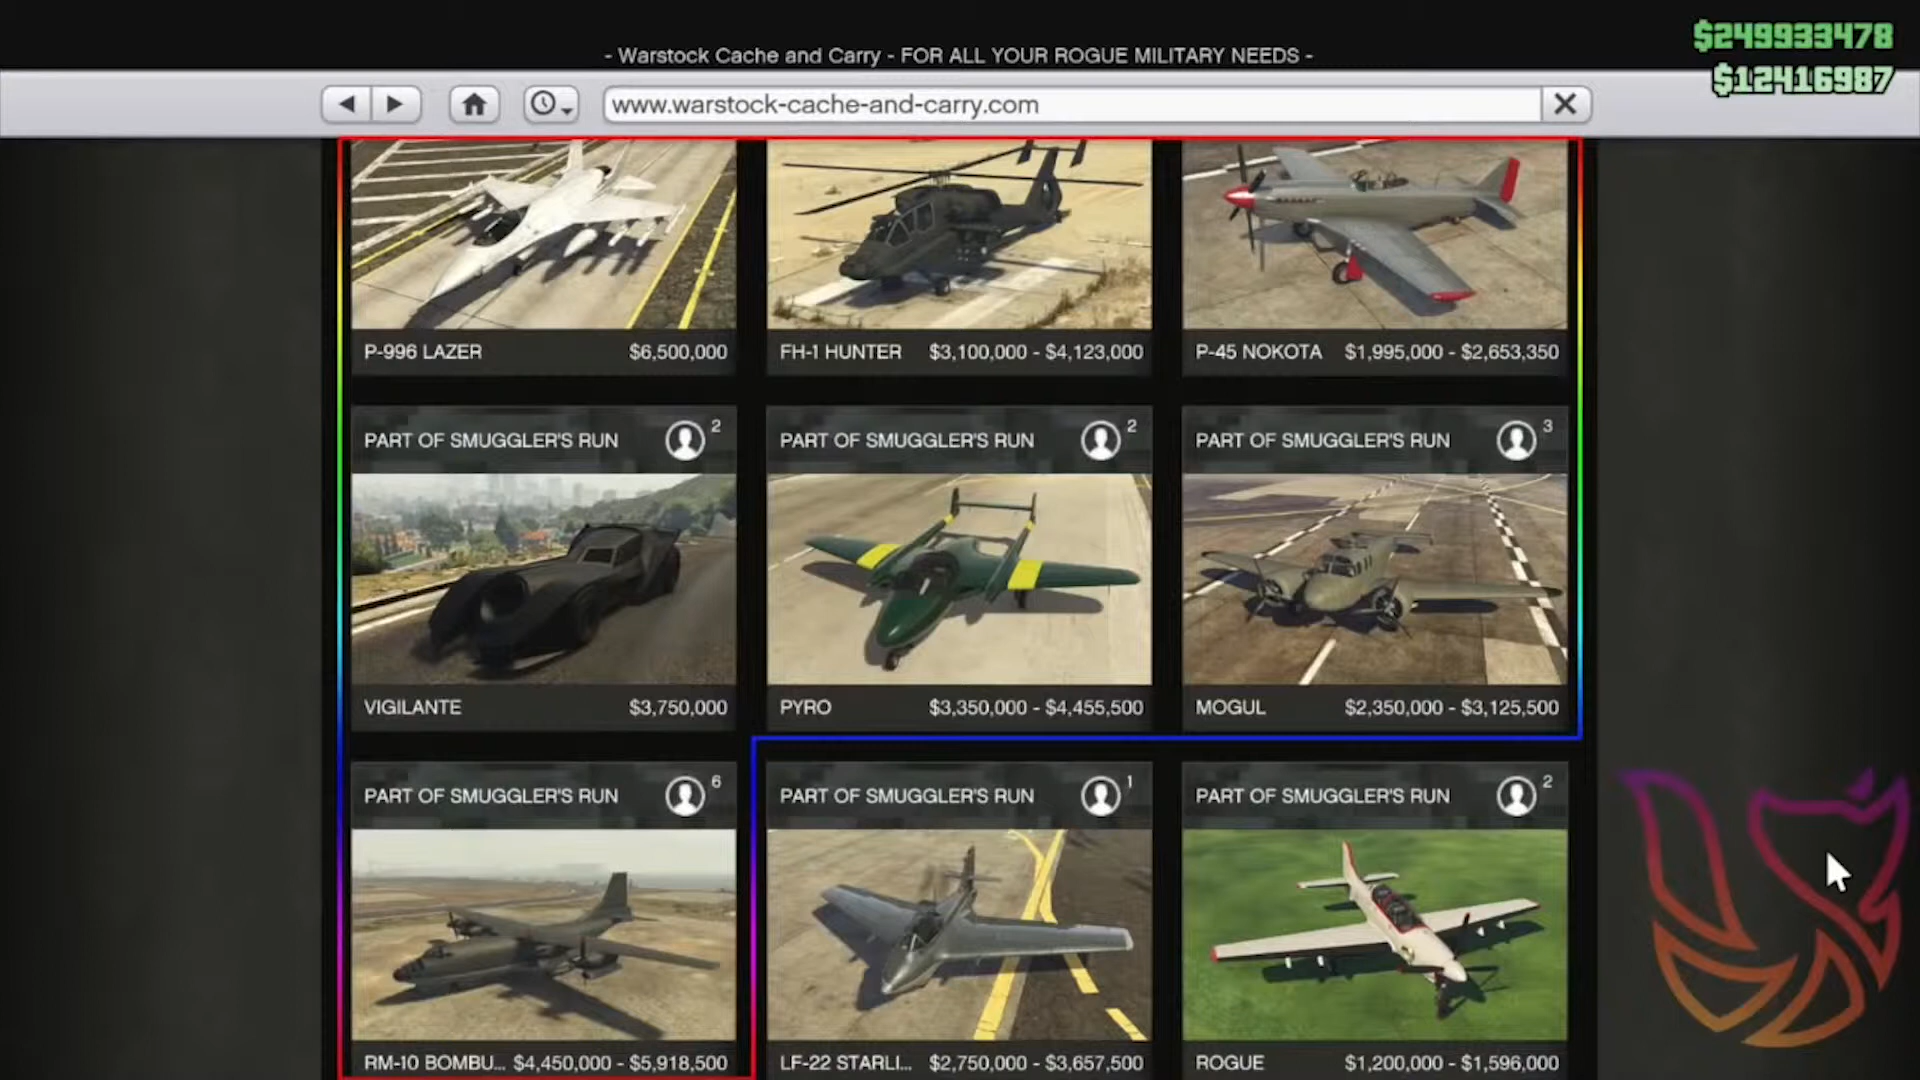 $249933478
- Warstock Cache and Carry - FOR ALL YOUR ROGUE MILITARY NEEDS -
$12416987
www.warstock-cache-and-carry.com
P-996 LAZER $6,500,000
FH-1 HUNTER $3,100,000 - $4,123,000
P-45 NOKOTA $1,995,000 - $2,653,350
PART OF SMUGGLER'S RUN 2
PART OF SMUGGLER'S RUN 2
PART OF SMUGGLER'S RUN 3
VIGILANTE $3,750,000
PYRO $3,350,000 - $4,455,500
MOGUL $2,350,000 - $3,125,500
PART OF SMUGGLER'S RUN 6
PART OF SMUGGLER'S RUN 1
PART OF SMUGGLER'S RUN 2
RM-10 BOMBU... $4,450,000 - $5,918,500
LF-22 STARLI... $2,750,000 - $3,657,500
ROGUE $1,200,000 - $1,596,000